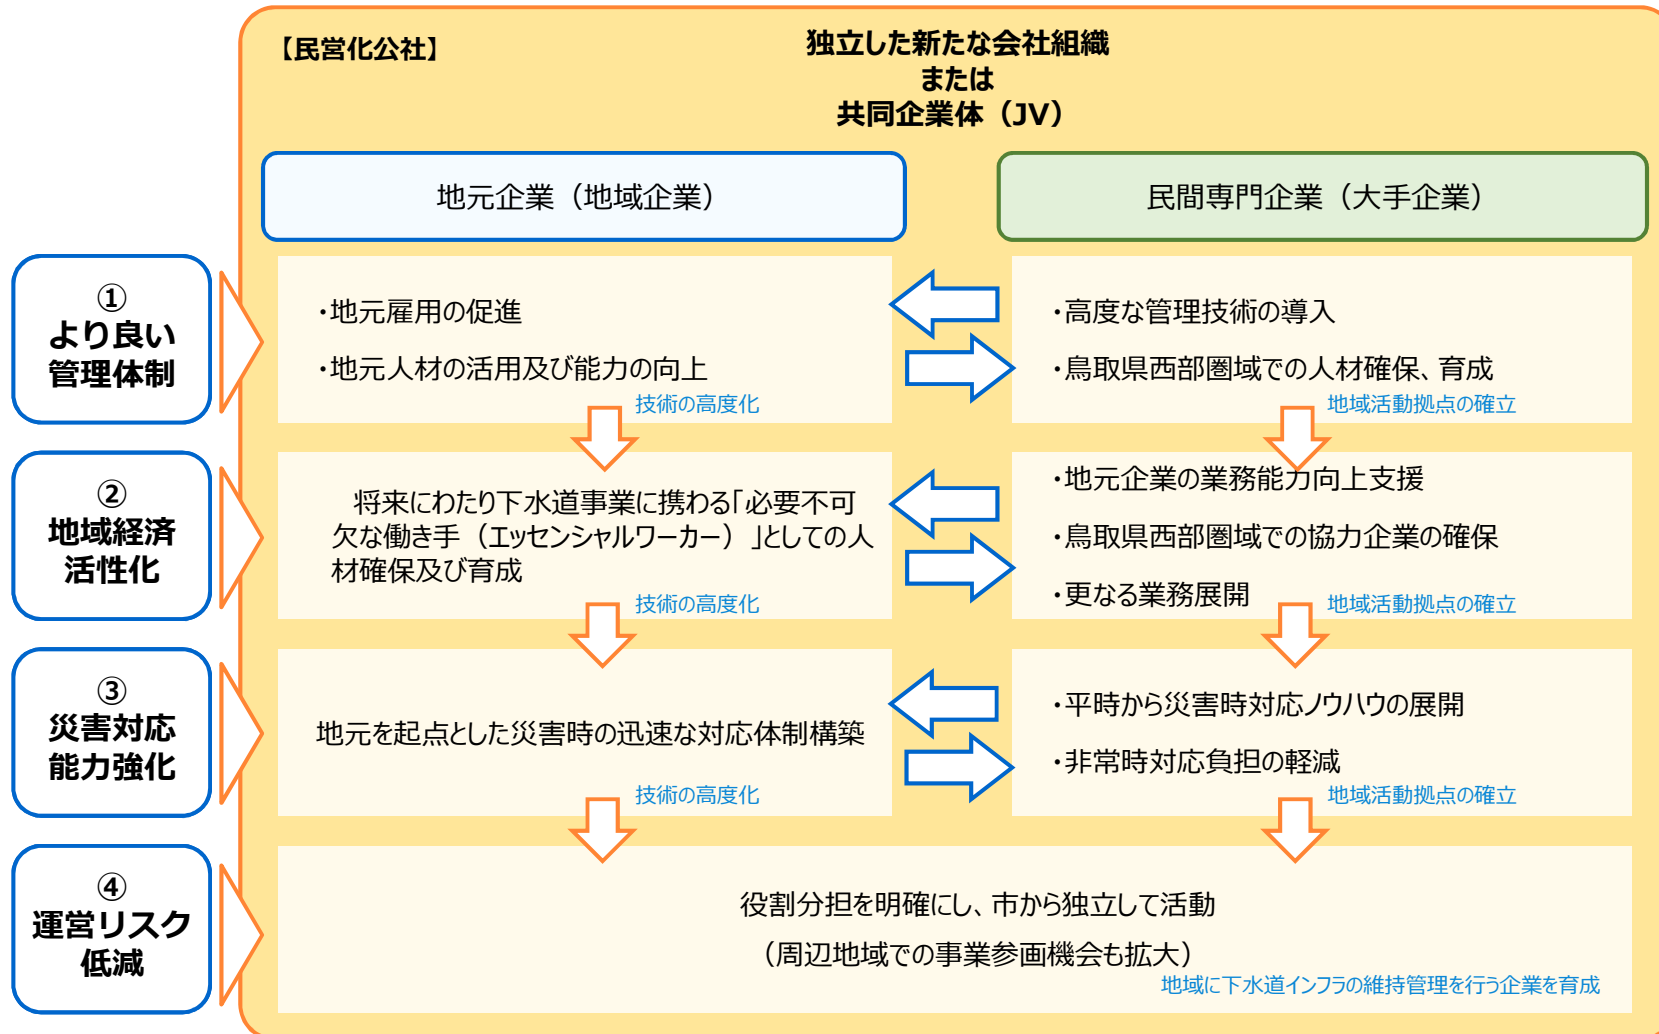 【民営化公社】
独立した新たな会社組織
または
共同企業体（JV）
地元企業（地域企業）
民間専門企業（大手企業）
①
より良い
管理体制
・地元雇用の促進
・地元人材の活用及び能力の向上
技術の高度化
・高度な管理技術の導入
・鳥取県西部圏域での人材確保、育成
地域活動拠点の確立
②
地域経済
活性化
将来にわたり下水道事業に携わる「必要不可
欠な働き手（エッセンシャルワーカー）」としての人
材確保及び育成
技術の高度化
・地元企業の業務能力向上支援
・鳥取県西部圏域での協力企業の確保
・更なる業務展開
地域活動拠点の確立
③
災害対応
能力強化
地元を起点とした災害時の迅速な対応体制構築
技術の高度化
・平時から災害時対応ノウハウの展開
・非常時対応負担の軽減
地域活動拠点の確立
④
運営リスク
低減
役割分担を明確にし、市から独立して活動
（周辺地域での事業参画機会も拡大）
地域に下水道インフラの維持管理を行う企業を育成